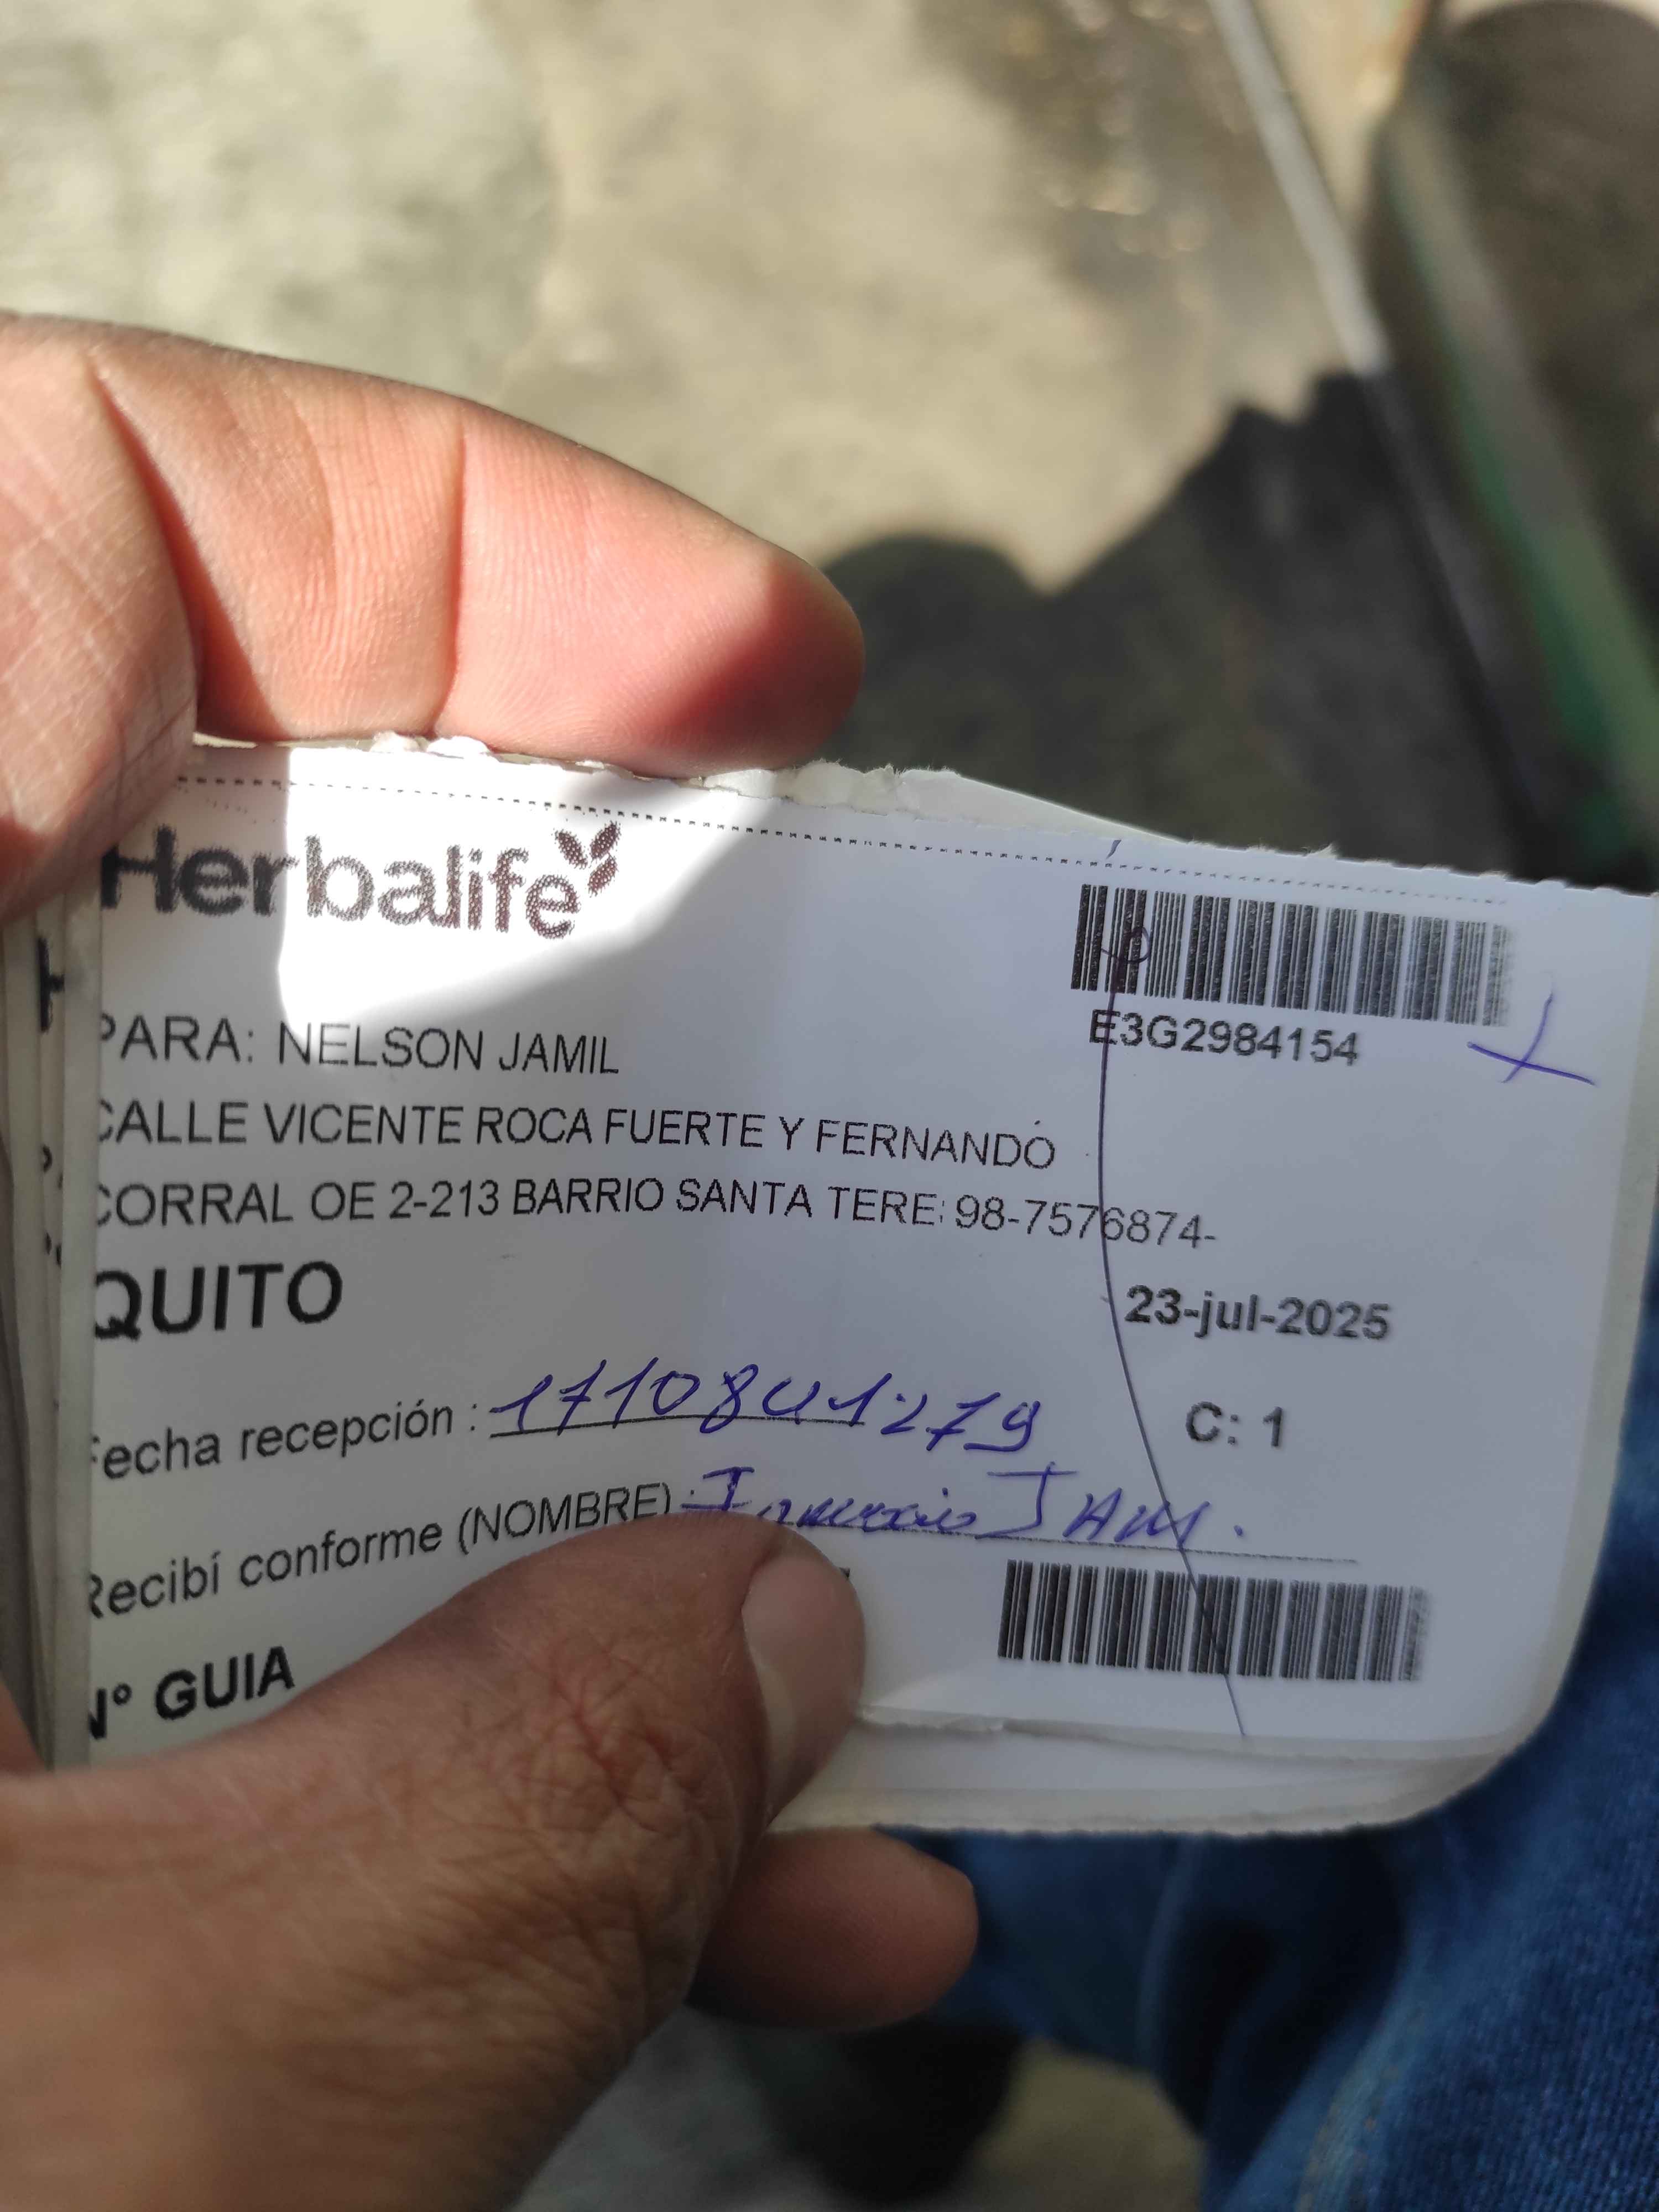 Herbalife
E3G2984154
PARA: NELSON JAMIL
CALLE VICENTE ROCA FUERTE Y FERNANDO
CORRAL OE 2-213 BARRIO SANTA TERE: 98-7576874-
QUITO
23-jul-2025
Fecha recepción : 1710841279
C: 1
Recibí conforme (NOMBRE) : JAM.
N° GUIA